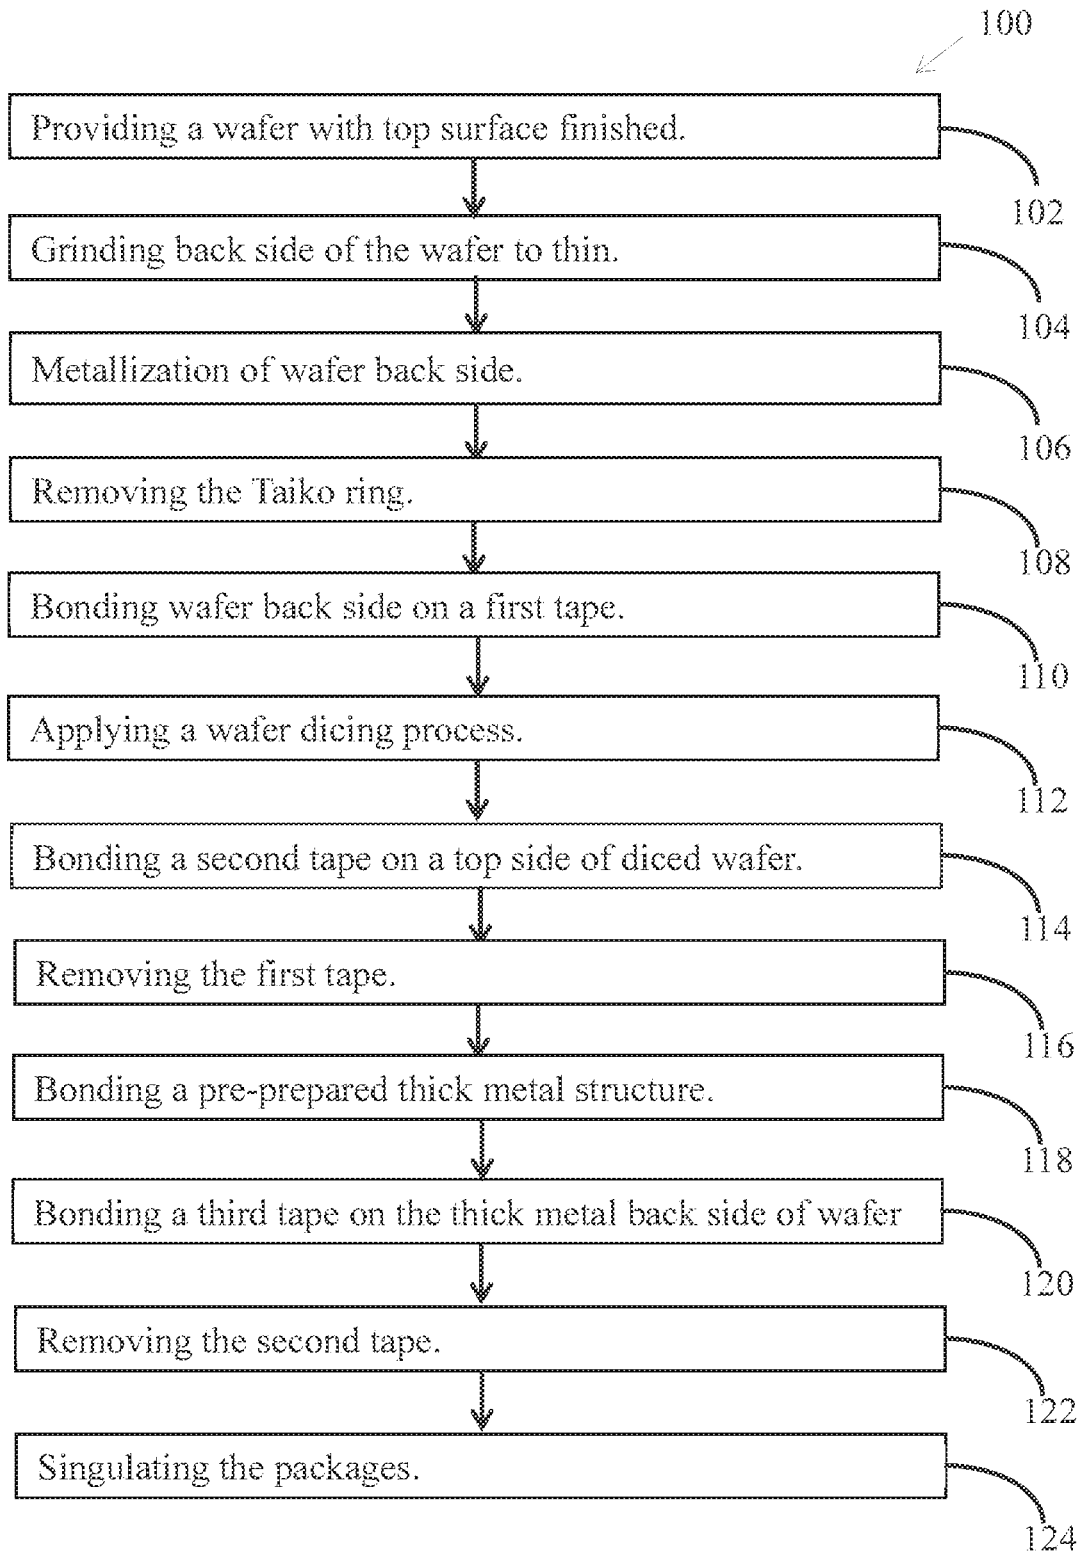 100
Providing a wafer with top surface finished.
102
Grinding back side of the wafer to thin.
104
Metallization of wafer back side.
106
Removing the Taiko ring.
108
Bonding wafer back side on a first tape.
110
Applying a wafer dicing process.
112
Bonding a second tape on a top side of diced wafer.
114
Removing the first tape.
116
Bonding a pre-prepared thick metal structure.
118
Bonding a third tape on the thick metal back side of wafer
120
Removing the second tape.
122
Singulating the packages.
124